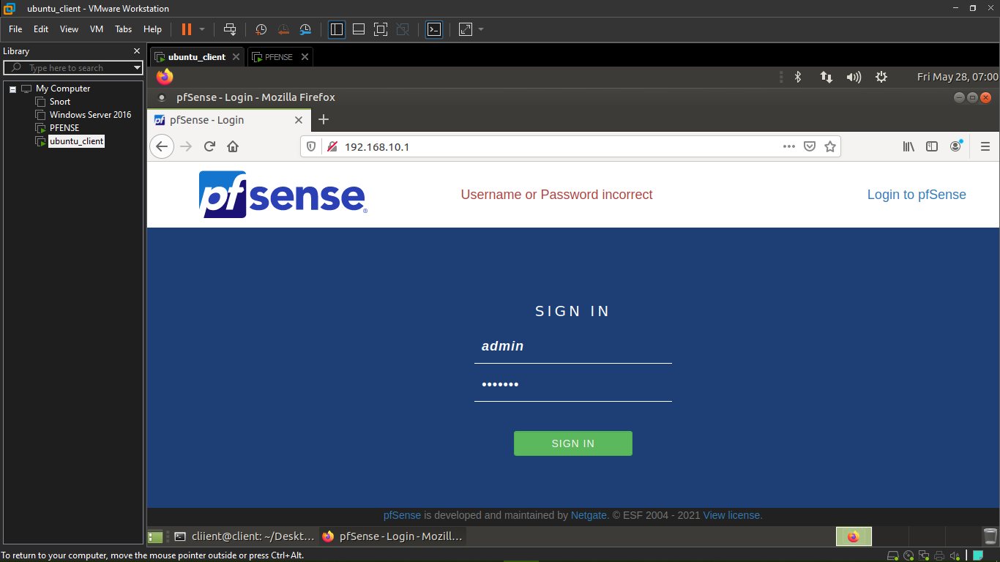 ubuntu_client - VMware Workstation
File Edit View VM Tabs Help
Library
Type here to search
My Computer
Snort
Windows Server 2016
PFENSE
ubuntu_client
ubuntu_client PFENSE
Fri May 28, 07:00
pfSense - Login - Mozilla Firefox
pf pfSense - Login
192.168.10.1
pfsense®
Username or Password incorrect
Login to pfSense
SIGN IN
admin
•••••••
SIGN IN
pfSense is developed and maintained by Netgate. © ESF 2004 - 2021 View license.
cliient@client: ~/Deskt... pfSense - Login - Mozill...
To return to your computer, move the mouse pointer outside or press Ctrl+Alt.